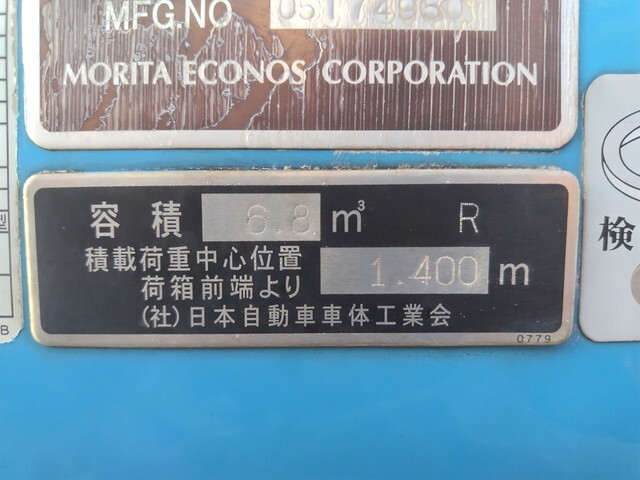 MFG.NO
MORITA ECONOS CORPORATION
容積 6.8 m³ R
積載荷重中心位置
荷箱前端より 1.400 m
(社)日本自動車車体工業会
0779
検
型
B